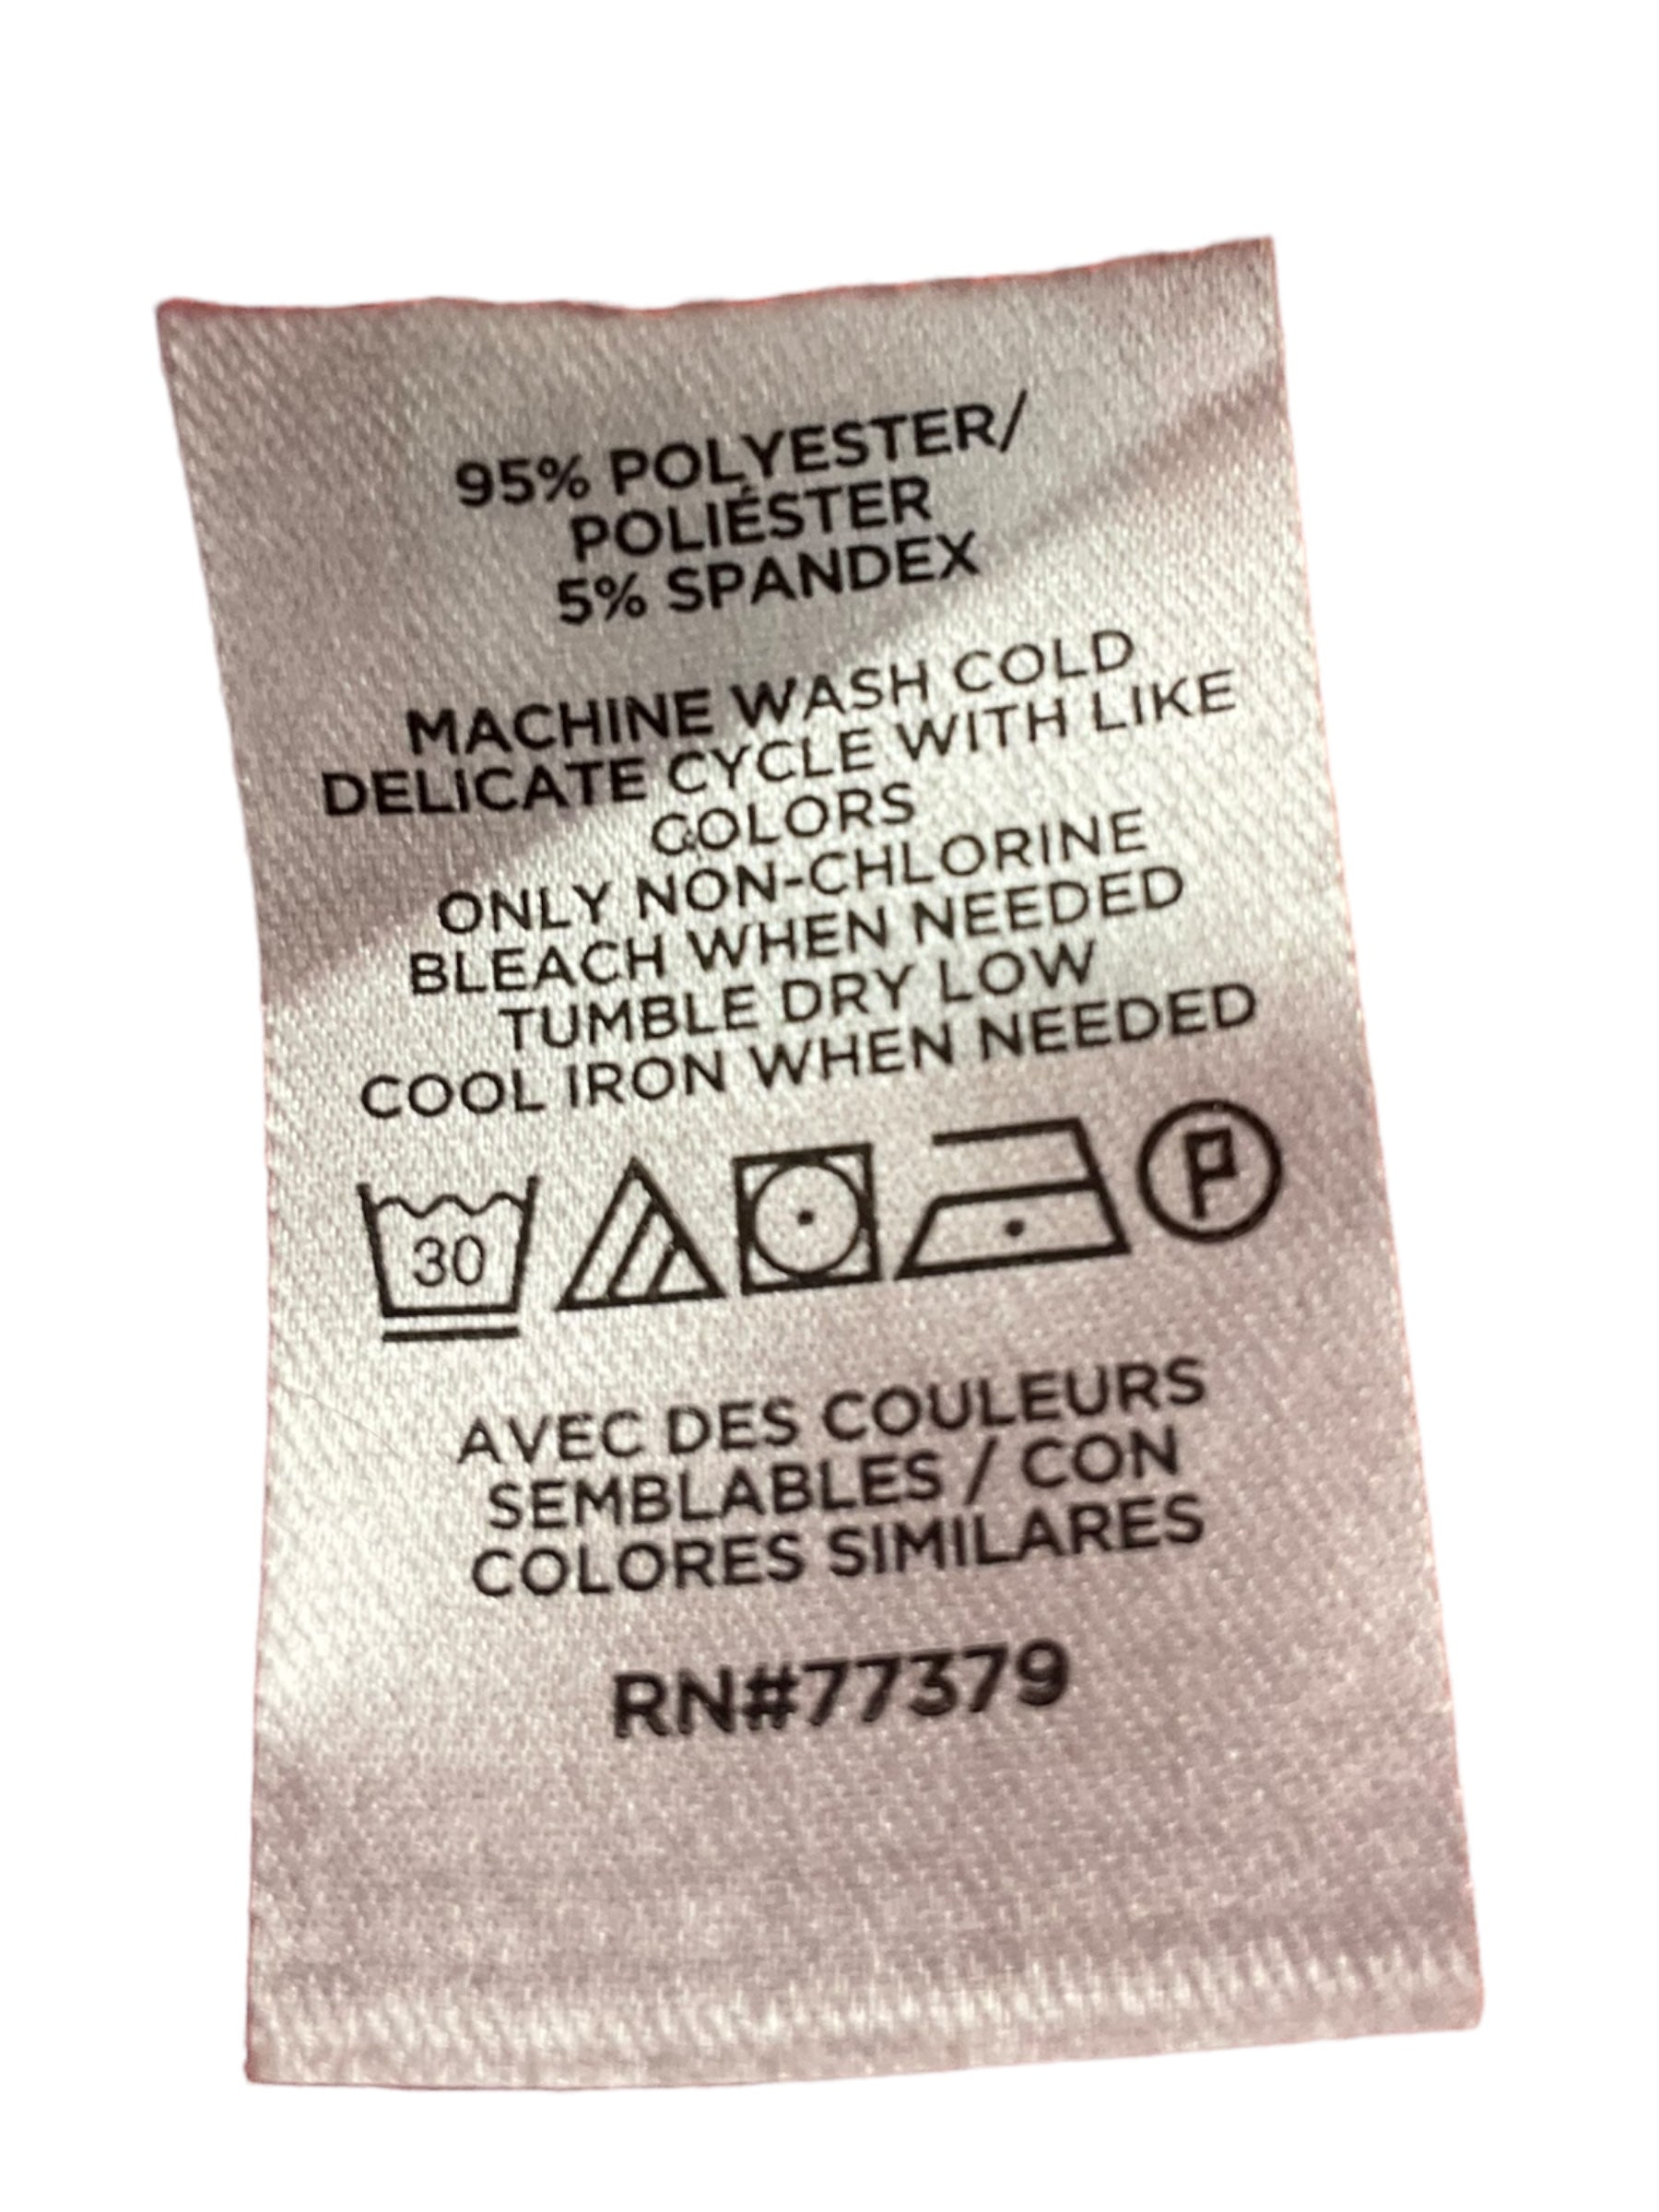 95% POLYESTER/
POLIÉSTER
5% SPANDEX
MACHINE WASH COLD
DELICATE CYCLE WITH LIKE
COLORS
ONLY NON-CHLORINE
BLEACH WHEN NEEDED
TUMBLE DRY LOW
COOL IRON WHEN NEEDED
30 P
AVEC DES COULEURS
SEMBLABLES / CON
COLORES SIMILARES
RN#77379